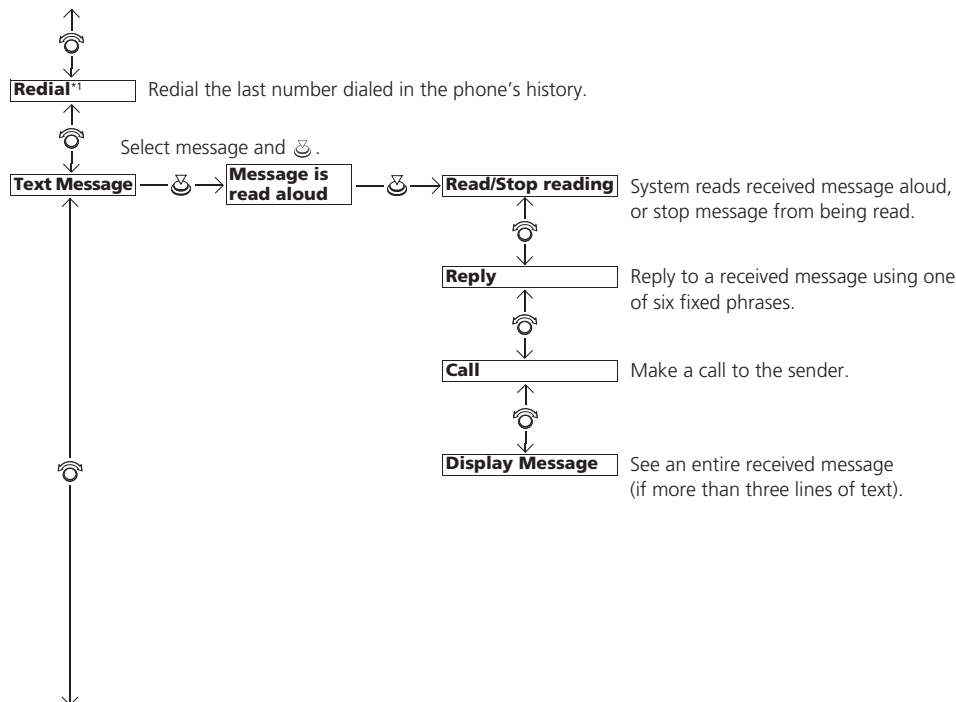 Redial*1
Redial the last number dialed in the phone's history.
Select message and .
Text Message
Message is
read aloud
Read/Stop reading
System reads received message aloud,
or stop message from being read.
Reply
Reply to a received message using one
of six fixed phrases.
Call
Make a call to the sender.
Display Message
See an entire received message
(if more than three lines of text).